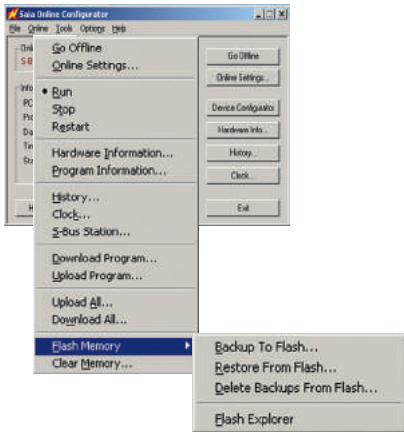 Saia Online Configurator
File Online Tools Options Help
Go Offline
Online Settings...
Run
Stop
Restart
Hardware Information...
Program Information...
History...
Clock...
S-Bus Station...
Download Program...
Upload Program...
Upload All...
Download All...
Flash Memory
Clear Memory...
Go Offline
Online Settings...
Device Configurator
Hardware Info...
History...
Clock...
Exit
Backup To Flash...
Restore From Flash...
Delete Backups From Flash...
Flash Explorer